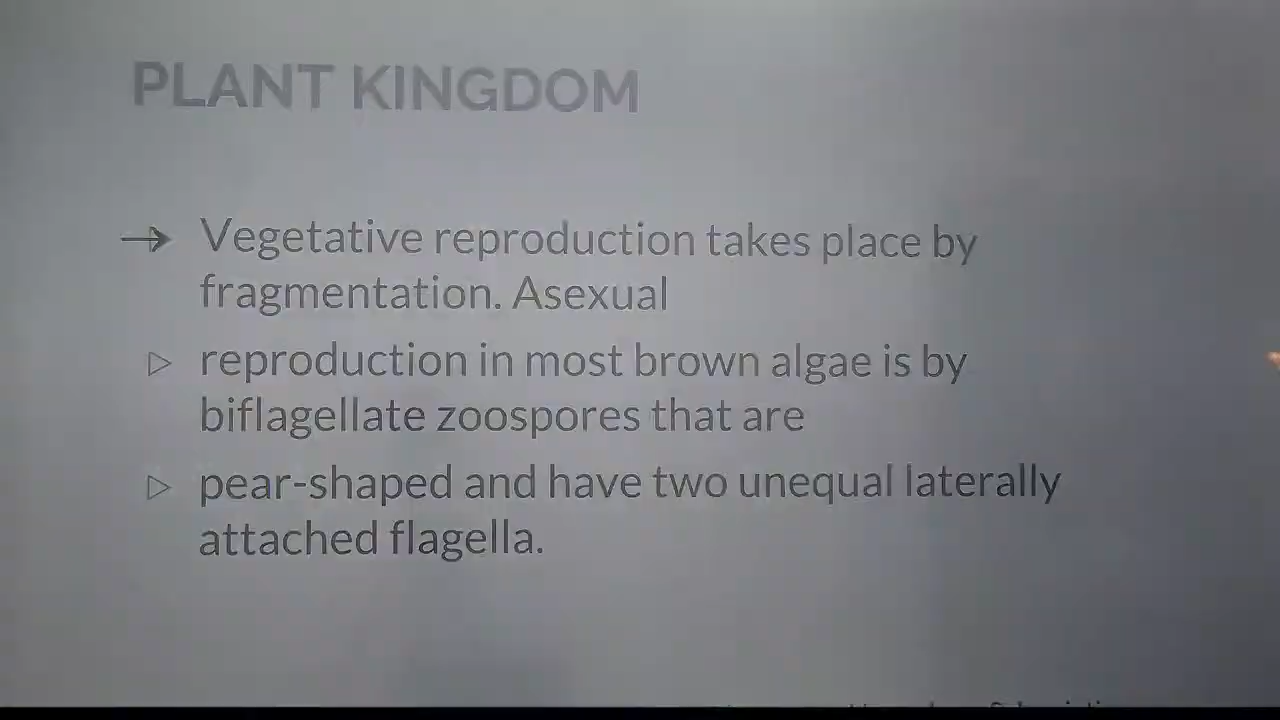 PLANT KINGDOM
→ Vegetative reproduction takes place by
fragmentation. Asexual
▷ reproduction in most brown algae is by
biflagellate zoospores that are
▷ pear-shaped and have two unequal laterally
attached flagella.